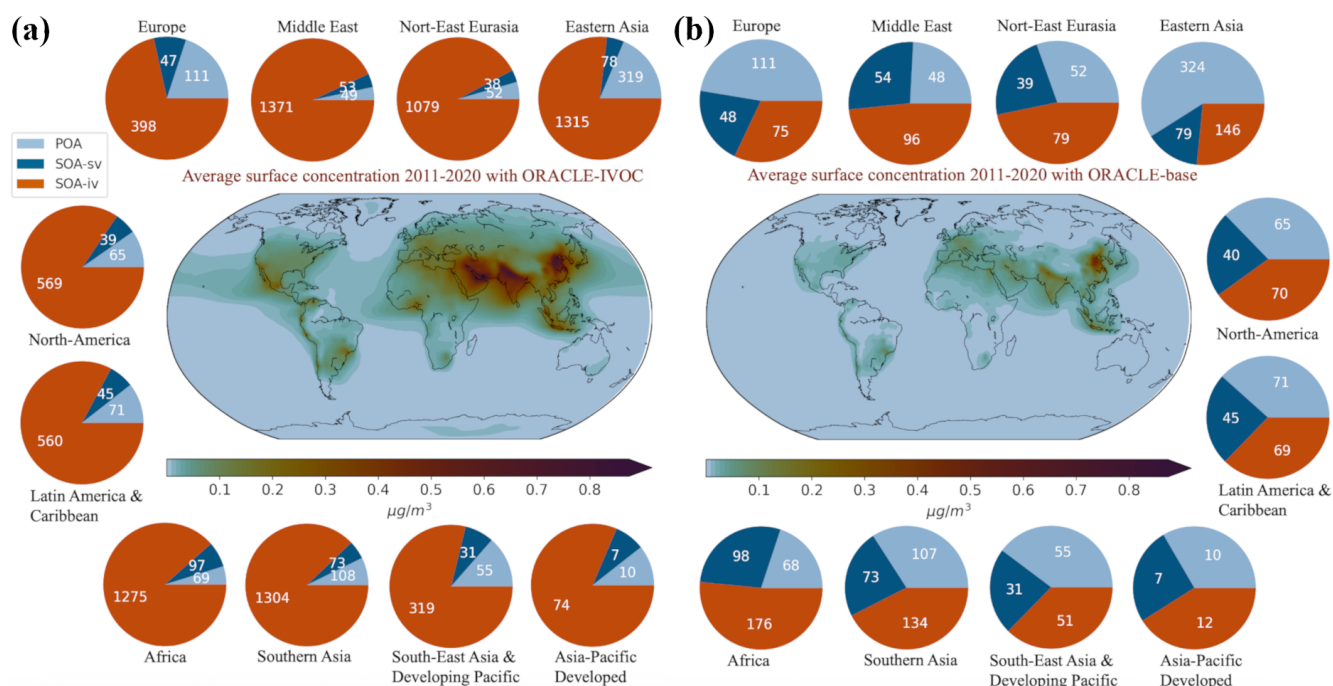 (a)
Europe
Middle East
Nort-East Eurasia
Eastern Asia
47
111
398
53
49
1371
38
52
1079
78
319
1315
POA
SOA-sv
SOA-iv
Average surface concentration 2011-2020 with ORACLE-IVOC
39
65
569
North-America
45
71
560
Latin America &
Caribbean
0.1 0.2 0.3 0.4 0.5 0.6 0.7 0.8
μg/m³
97
69
1275
Africa
73
108
1304
Southern Asia
31
55
319
South-East Asia &
Developing Pacific
7
10
74
Asia-Pacific
Developed
(b)
Europe
Middle East
Nort-East Eurasia
Eastern Asia
111
48
75
54
48
96
39
52
79
324
79
146
Average surface concentration 2011-2020 with ORACLE-base
65
40
70
North-America
71
45
69
Latin America &
Caribbean
0.1 0.2 0.3 0.4 0.5 0.6 0.7 0.8
μg/m³
98
68
176
Africa
107
73
134
Southern Asia
55
31
51
South-East Asia &
Developing Pacific
10
7
12
Asia-Pacific
Developed